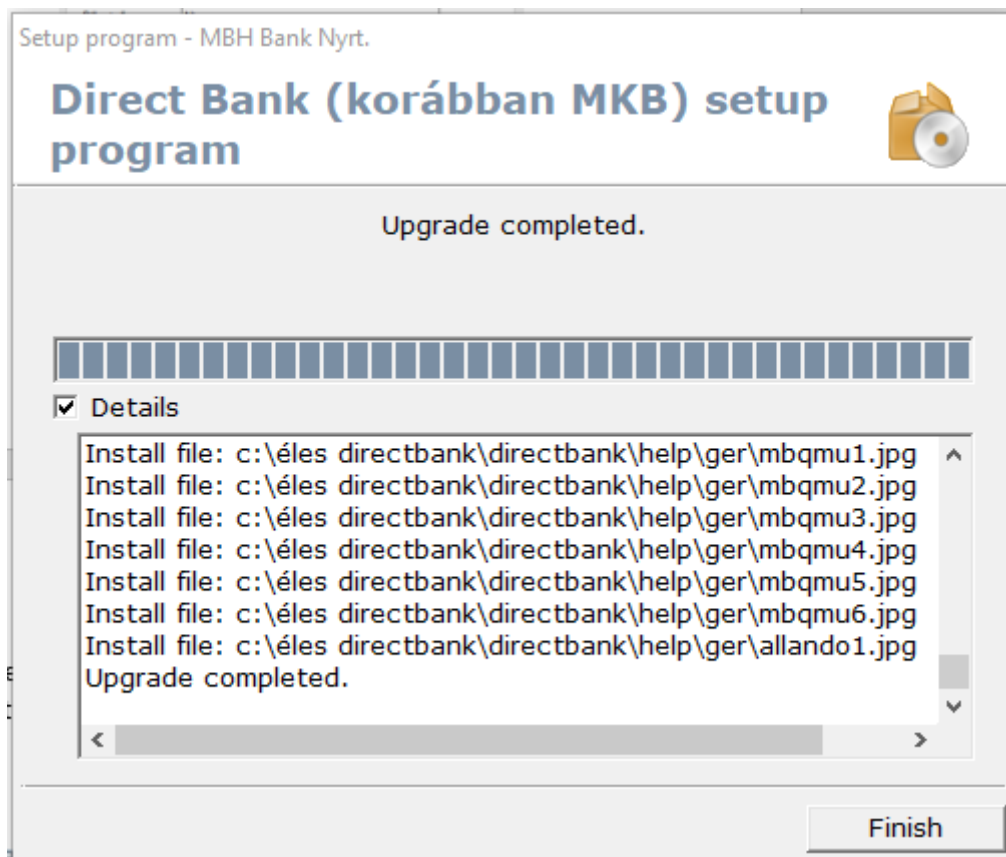 Setup program - MBH Bank Nyrt.
Direct Bank (korábban MKB) setup
program
Upgrade completed.
Details
Install file: c:\éles directbank\directbank\help\ger\mbqmu1.jpg
Install file: c:\éles directbank\directbank\help\ger\mbqmu2.jpg
Install file: c:\éles directbank\directbank\help\ger\mbqmu3.jpg
Install file: c:\éles directbank\directbank\help\ger\mbqmu4.jpg
Install file: c:\éles directbank\directbank\help\ger\mbqmu5.jpg
Install file: c:\éles directbank\directbank\help\ger\mbqmu6.jpg
Install file: c:\éles directbank\directbank\help\ger\allando1.jpg
Upgrade completed.
Finish